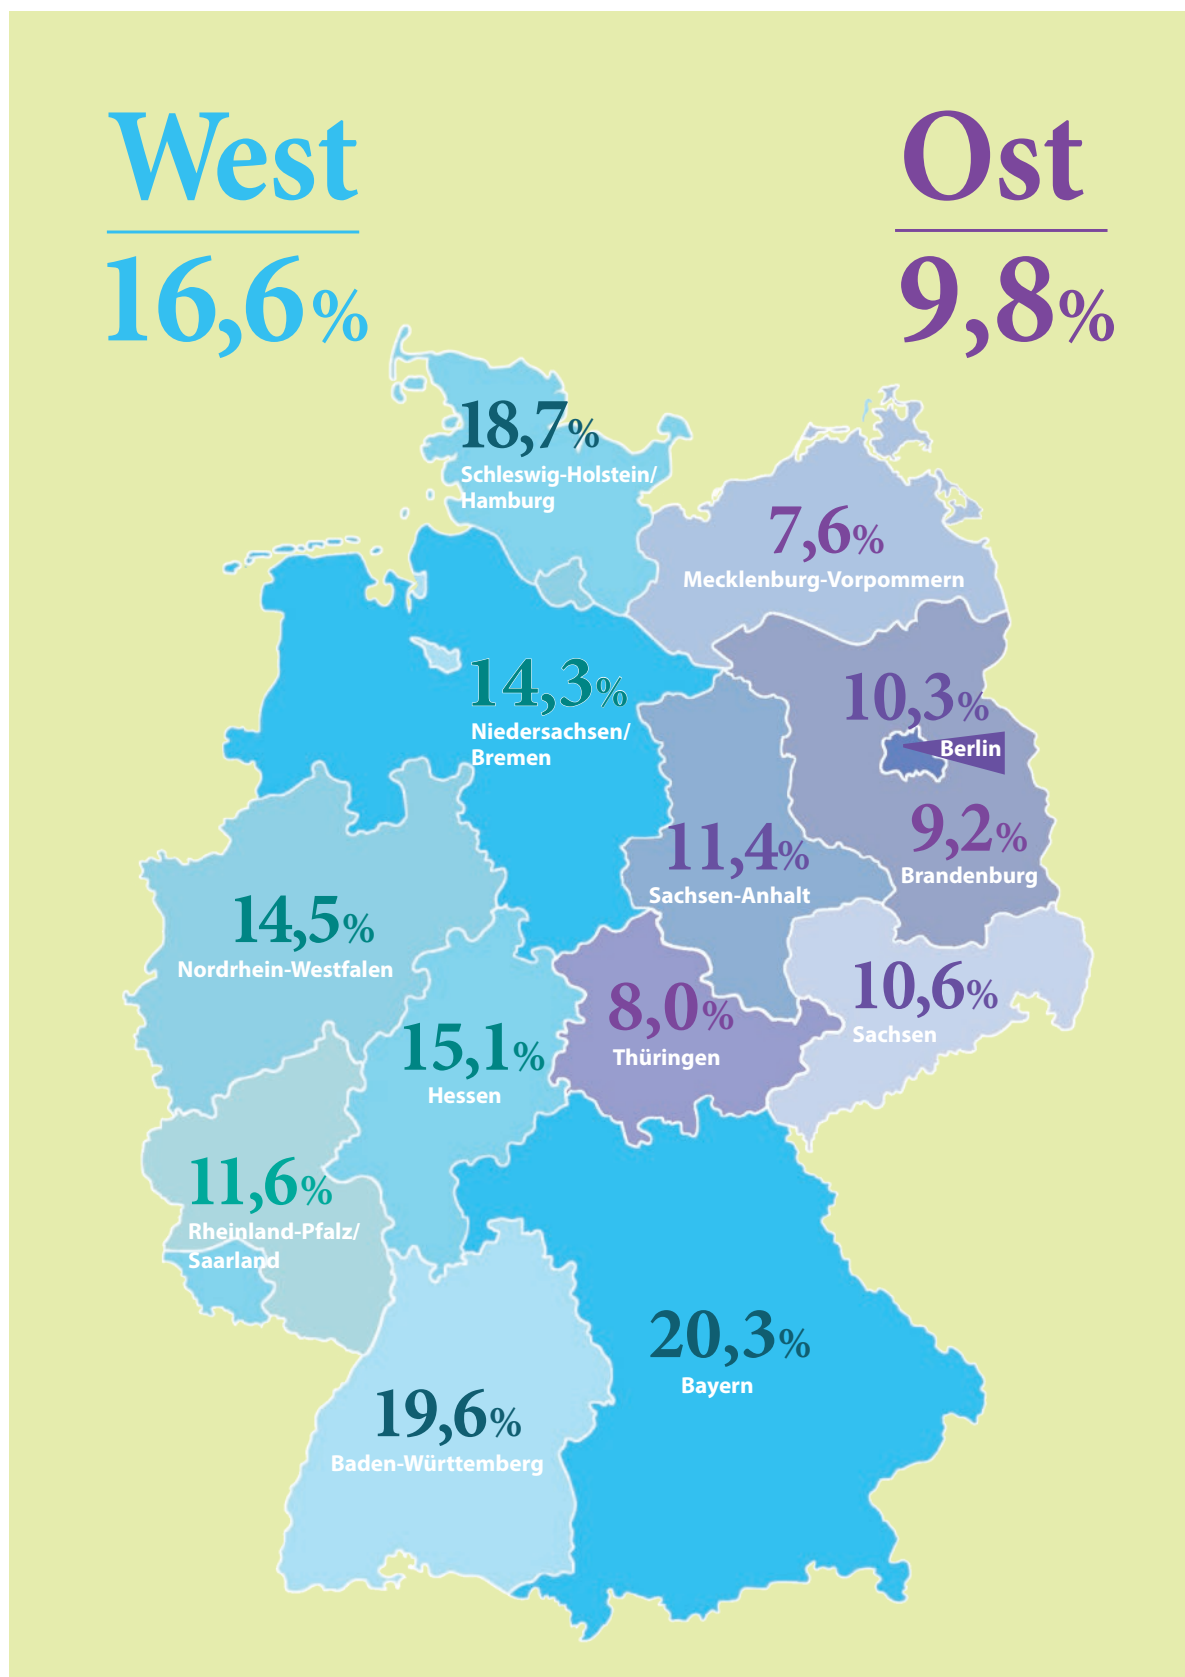 West
16,6%
Ost
9,8%
18,7%
Schleswig-Holstein/
Hamburg
7,6%
Mecklenburg-Vorpommern
14,3%
Niedersachsen/
Bremen
10,3%
Berlin
9,2%
Brandenburg
11,4%
Sachsen-Anhalt
14,5%
Nordrhein-Westfalen
10,6%
Sachsen
8,0%
Thüringen
15,1%
Hessen
11,6%
Rheinland-Pfalz/
Saarland
20,3%
Bayern
19,6%
Baden-Württemberg